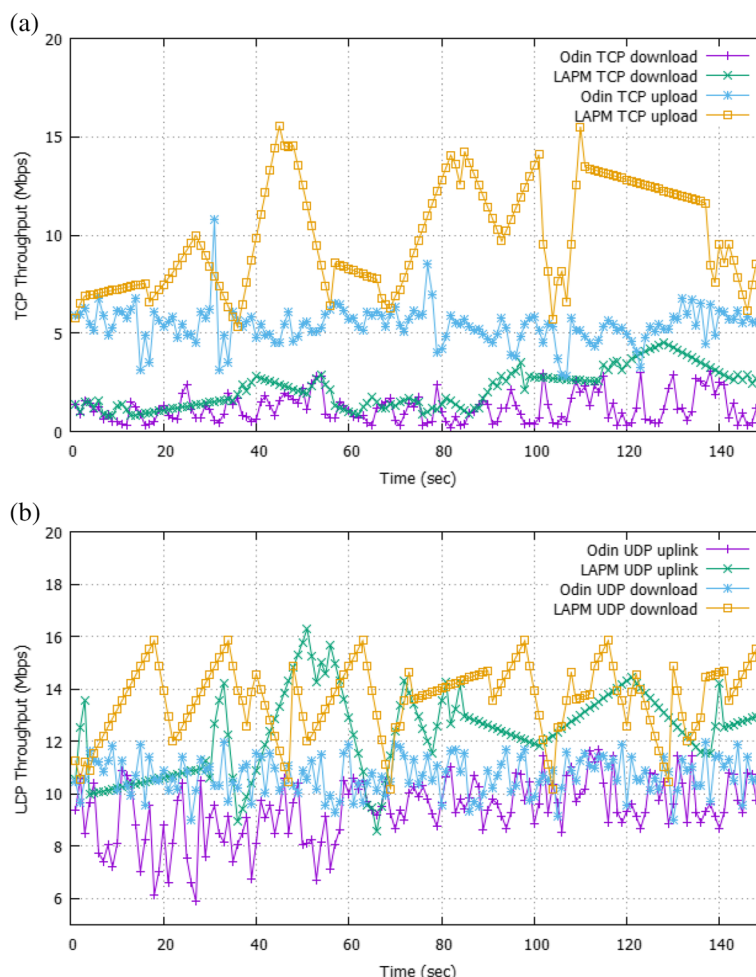 (a)
20
15
10
5
0
TCP Throughput (Mbps)
Odin TCP download
LAPM TCP download
Odin TCP upload
LAPM TCP upload
0 20 40 60 80 100 120 140
Time (sec)
(b)
20
18
16
14
12
10
8
6
UDP Throughput (Mbps)
Odin UDP uplink
LAPM UDP uplink
Odin UDP download
LAPM UDP download
0 20 40 60 80 100 120 140
Time (sec)